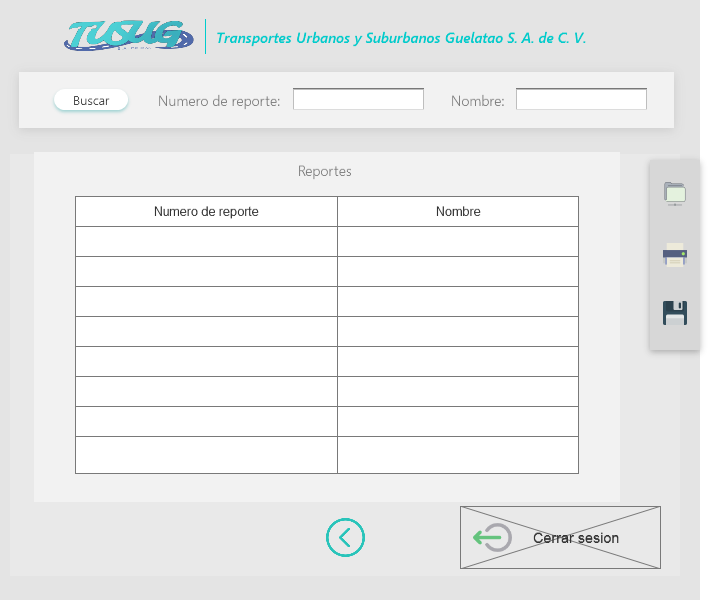 TUSUG
Transportes Urbanos y Suburbanos Guelatao S. A. de C. V.
Buscar
Numero de reporte:
Nombre:
Reportes
Numero de reporte
Nombre
Cerrar sesion